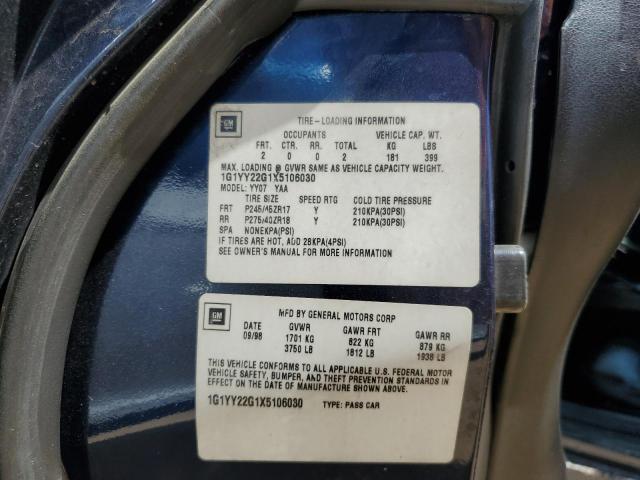 GM
TIRE-LOADING INFORMATION
OCCUPANTS VEHICLE CAP. WT.
FRT. CTR. RR. TOTAL KG LBS
2 0 0 2 181 399
MAX. LOADING @ GVWR SAME AS VEHICLE CAPACITY WEIGHT.
1G1YY22G1X5106030
MODEL: YY07 YAA
TIRE SIZE SPEED RTG COLD TIRE PRESSURE
FRT P245/45ZR17 Y 210KPA(30PSI)
RR P275/40ZR18 Y 210KPA(30PSI)
SPA NONEKPA(PSI)
IF TIRES ARE HOT, ADD 28KPA(4PSI)
SEE OWNER'S MANUAL FOR MORE INFORMATION
GM
MFD BY GENERAL MOTORS CORP
DATE GVWR GAWR FRT GAWR RR
09/98 1701 KG 822 KG 879 KG
3750 LB 1812 LB 1938 LB
THIS VEHICLE CONFORMS TO ALL APPLICABLE U.S. FEDERAL MOTOR
VEHICLE SAFETY, BUMPER, AND THEFT PREVENTION STANDARDS IN
EFFECT ON THE DATE OF MANUFACTURE SHOWN ABOVE.
1G1YY22G1X5106030 TYPE: PASS CAR